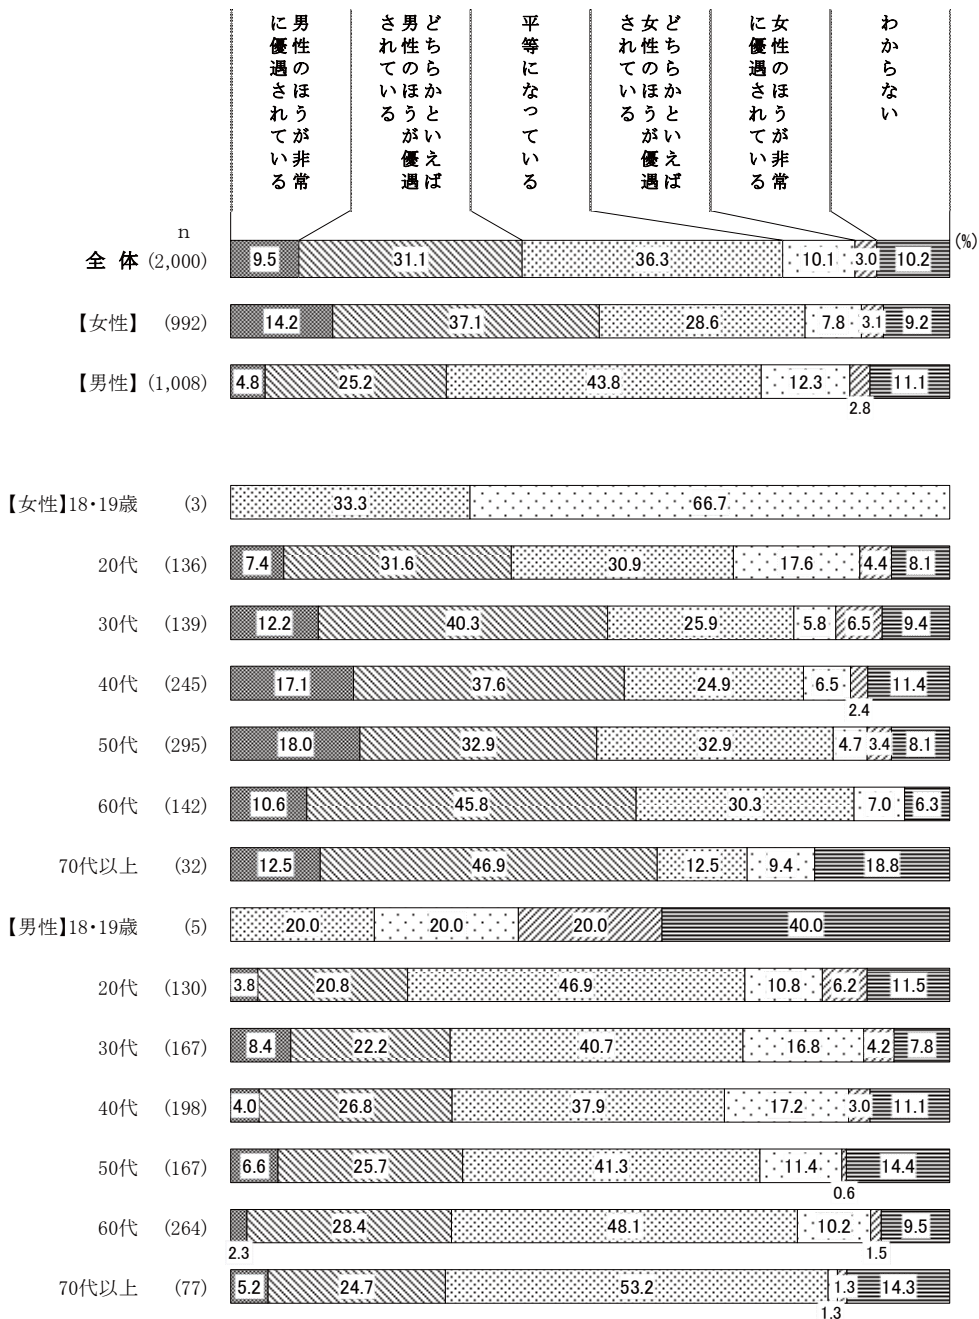 男性のほうが非常
に優遇されている
どちらかといえば
男性のほうが優遇
されている
平等になっている
どちらかといえば
女性のほうが優遇
されている
女性のほうが非常
に優遇されている
わからない
n
(%)
全 体 (2,000) 9.5 31.1 36.3 10.1 3.0 10.2
【女性】 (992) 14.2 37.1 28.6 7.8 3.1 9.2
【男性】 (1,008) 4.8 25.2 43.8 12.3 2.8 11.1
【女性】18・19歳 (3) 33.3 66.7
20代 (136) 7.4 31.6 30.9 17.6 4.4 8.1
30代 (139) 12.2 40.3 25.9 5.8 6.5 9.4
40代 (245) 17.1 37.6 24.9 6.5 2.4 11.4
50代 (295) 18.0 32.9 32.9 4.7 3.4 8.1
60代 (142) 10.6 45.8 30.3 7.0 6.3
70代以上 (32) 12.5 46.9 12.5 9.4 18.8
【男性】18・19歳 (5) 20.0 20.0 20.0 40.0
20代 (130) 3.8 20.8 46.9 10.8 6.2 11.5
30代 (167) 8.4 22.2 40.7 16.8 4.2 7.8
40代 (198) 4.0 26.8 37.9 17.2 3.0 11.1
50代 (167) 6.6 25.7 41.3 11.4 0.6 14.4
60代 (264) 2.3 28.4 48.1 10.2 1.5 9.5
70代以上 (77) 5.2 24.7 53.2 1.3 1.3 14.3